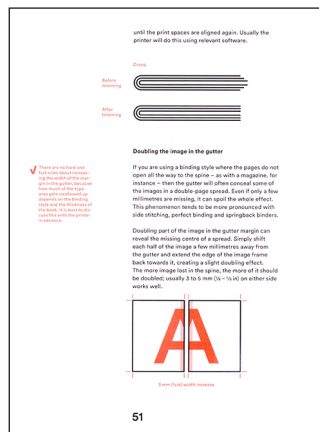 until the print spaces are aligned again. Usually the
printer will do this using relevant software.
Creep
Before
trimming
After
trimming
Doubling the image in the gutter
There are no hard and
fast rules about increas-
ing the width of the mar-
gin in the gutter, because
how much of the type
area gets swallowed up
depends on the binding
style and the thickness of
the book. It is best to dis-
cuss this with the printer
in advance.
If you are using a binding style where the pages do not
open all the way to the spine – as with a magazine, for
instance – then the gutter will often conceal some of
the images in a double-page spread. Even if only a few
millimetres are missing, it can spoil the whole effect.
This phenomenon tends to be more pronounced with
side stitching, perfect binding and springback binders.
Doubling part of the image in the gutter margin can
reveal the missing centre of a spread. Simply shift
each half of the image a few millimetres away from
the gutter and extend the edge of the image frame
back towards it, creating a slight doubling effect.
The more image lost in the spine, the more of it should
be doubled; usually 3 to 5 mm in) on either side
works well.
A
5 mm in) width increase
51